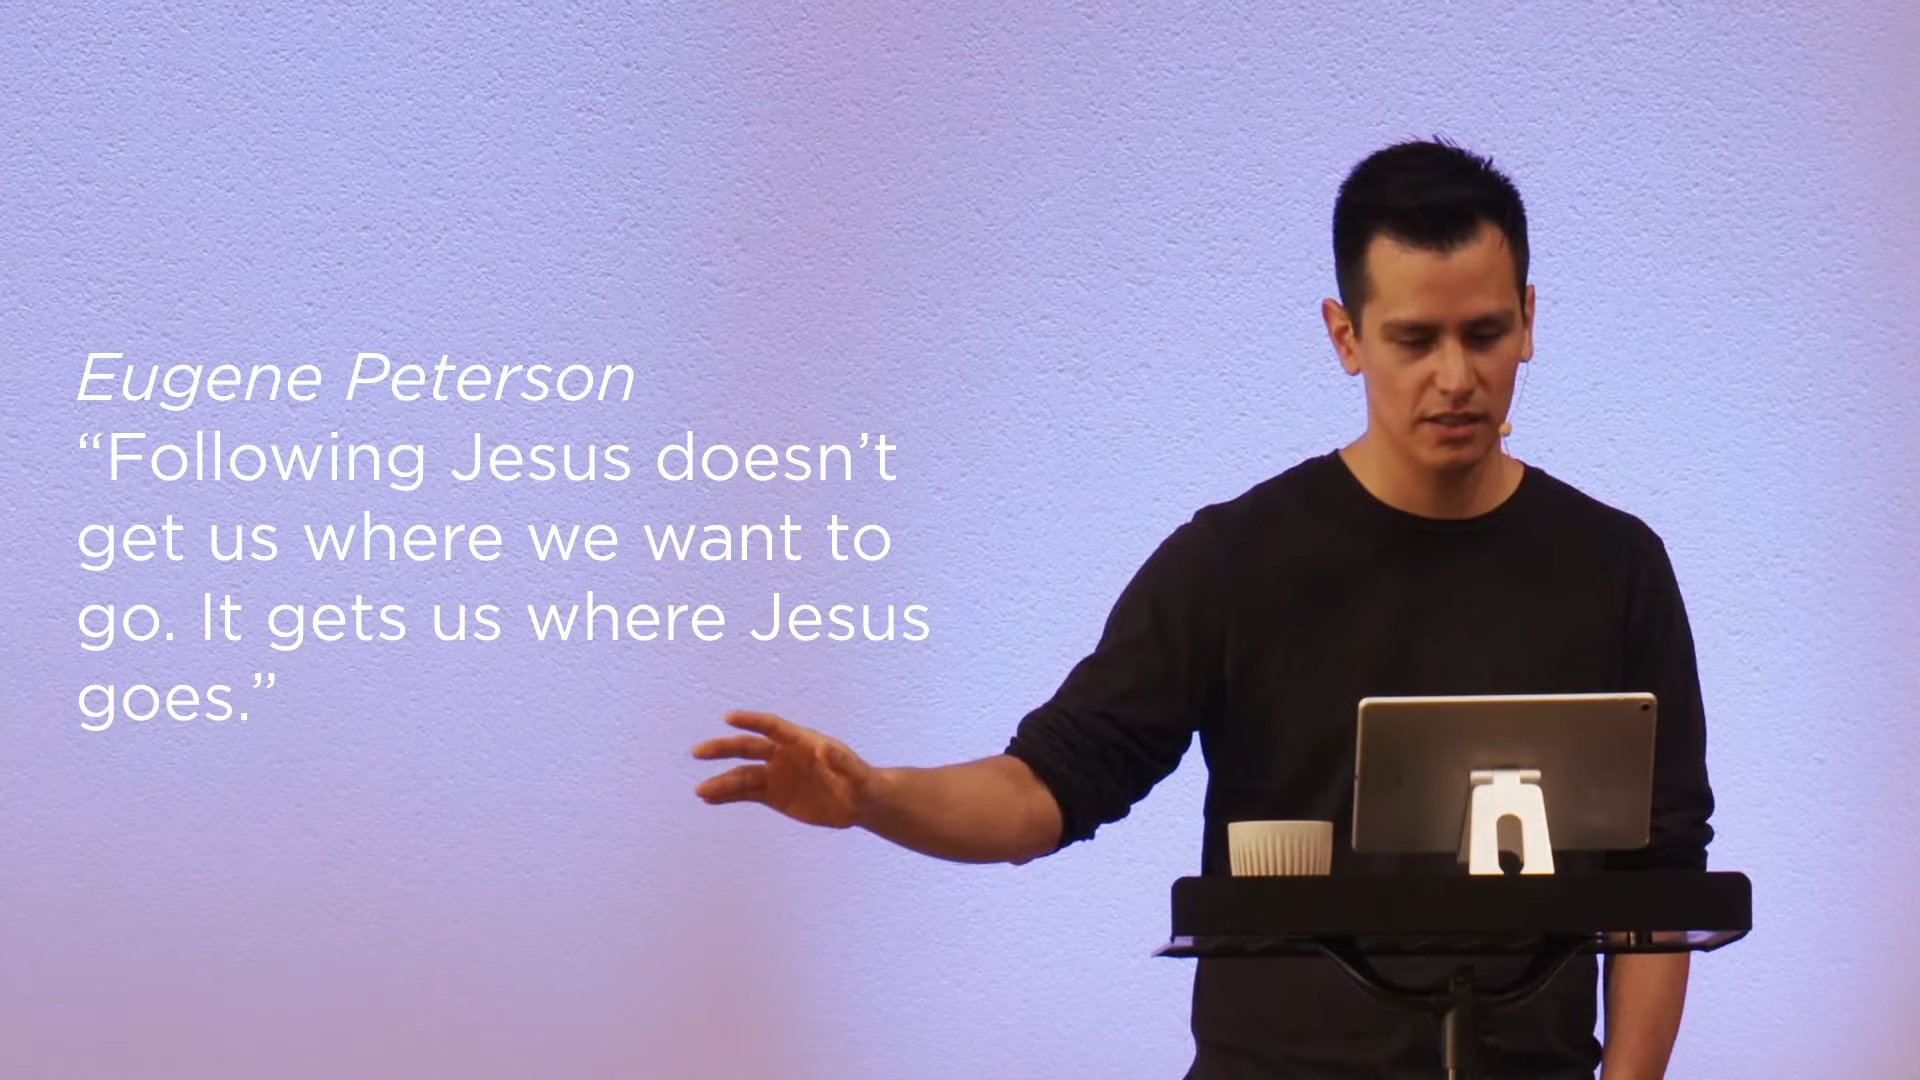 Eugene Peterson
“Following Jesus doesn’t
get us where we want to
go. It gets us where Jesus
goes.”